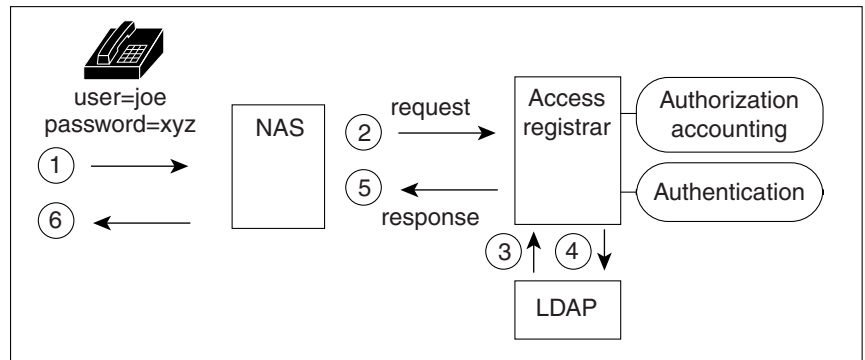 user=joe
password=xyz
1
6
NAS
request
2
5
response
Access
registrar
Authorization
accounting
Authentication
3
4
LDAP